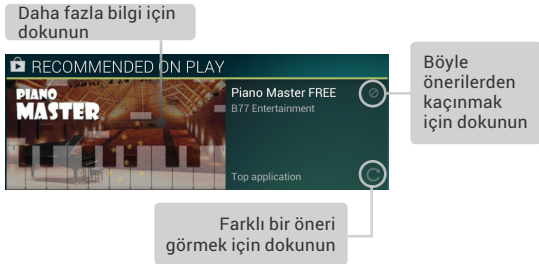 Daha fazla bilgi için
dokunun
RECOMMENDED ON PLAY
PIANO
MASTER
Piano Master FREE
B77 Entertainment
Top application
Böyle
önerilerden
kaçınmak
için dokunun
Farklı bir öneri
görmek için dokunun